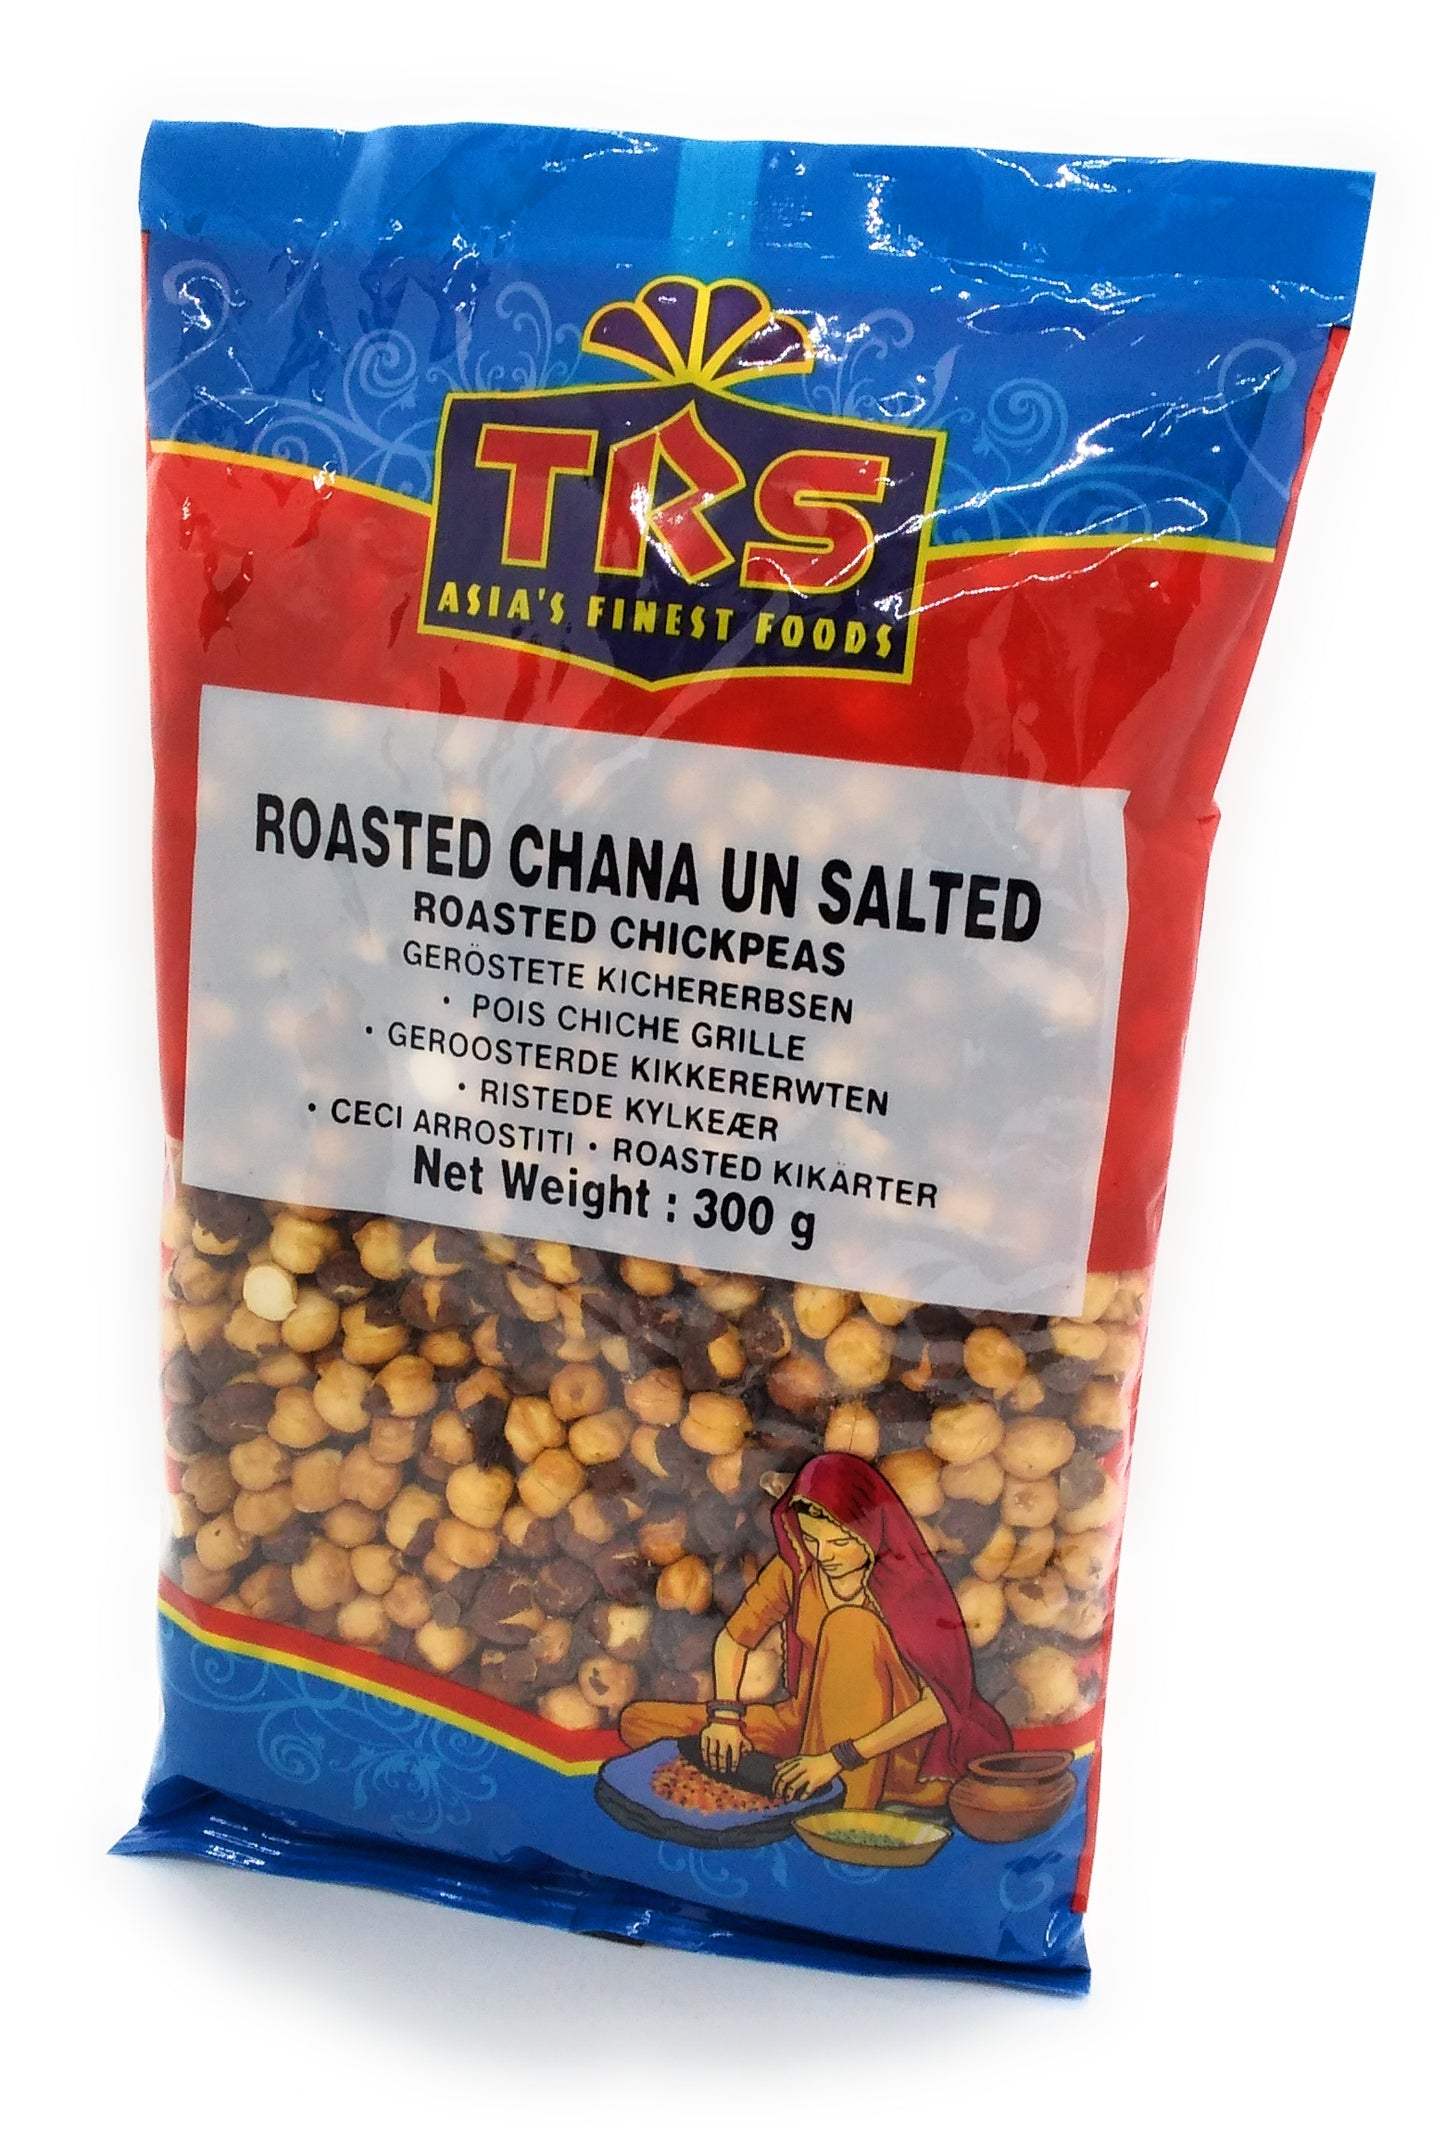 TRS
ASIA'S FINEST FOODS
ROASTED CHANA UN SALTED
ROASTED CHICKPEAS
GERÖSTETE KICHERERBSEN
• POIS CHICHE GRILLE
• GEROOSTERDE KIKKERERWTEN
• RISTEDE KYLKEÆR
• CECI ARROSTITI • ROASTED KIKÄRTER
Net Weight : 300 g